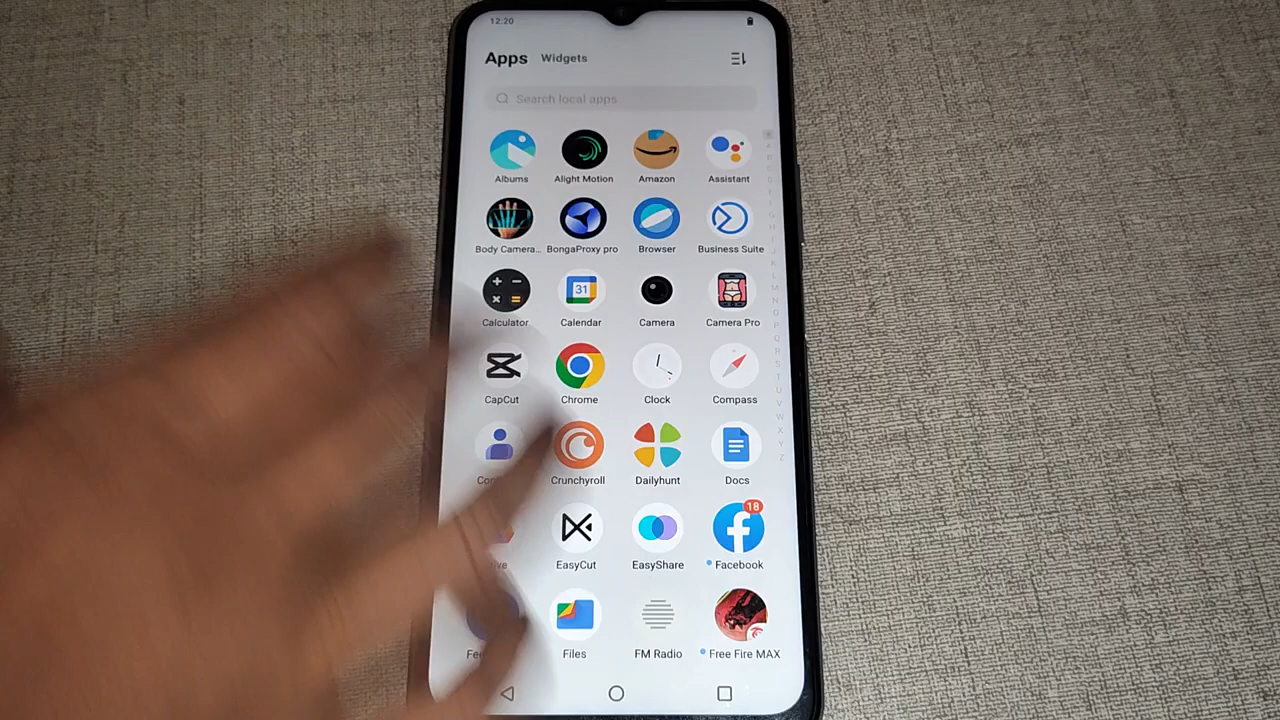 12:20
Apps Widgets
Search local apps
Albums Alight Motion Amazon Assistant
Body Camera... BongaProxy pro Browser Business Suite
31
Calculator Calendar Camera Camera Pro
CapCut Chrome Clock Compass
Crunchyroll Dailyhunt Docs
18
EasyCut EasyShare Facebook
Files FM Radio Free Fire MAX